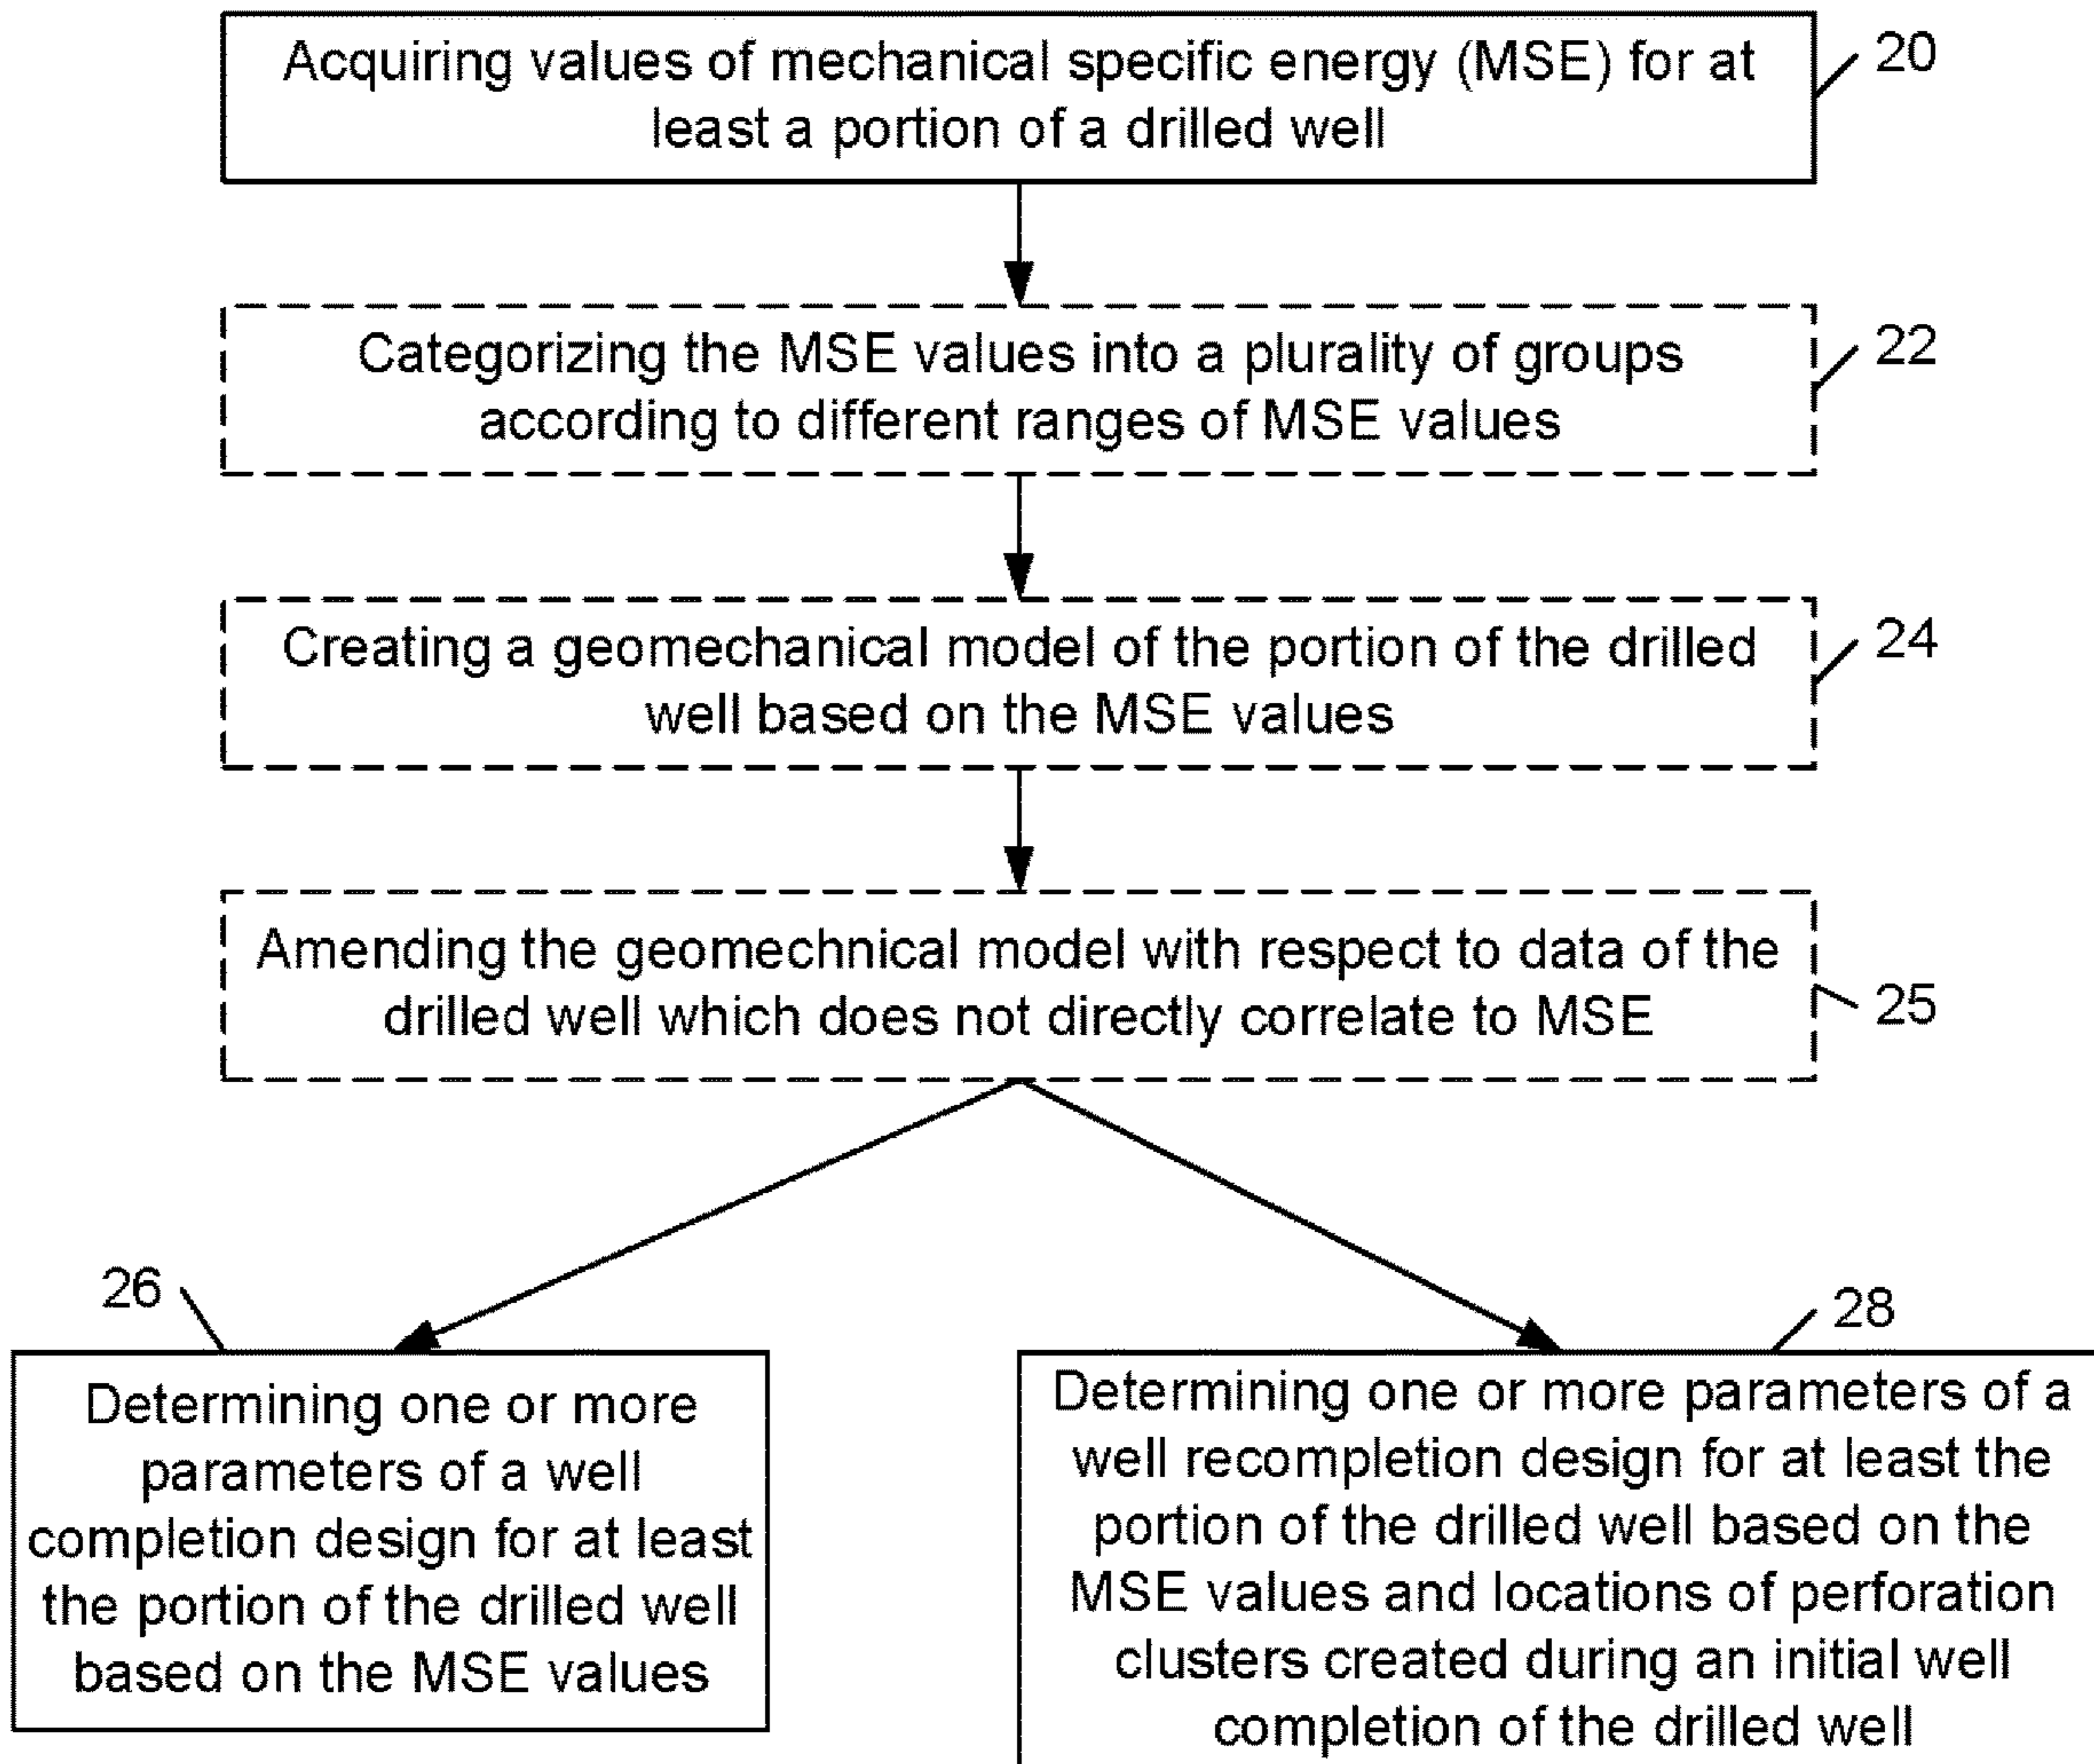 Acquiring values of mechanical specific energy (MSE) for at
least a portion of a drilled well
20
Categorizing the MSE values into a plurality of groups
according to different ranges of MSE values
22
Creating a geomechanical model of the portion of the drilled
well based on the MSE values
24
Amending the geomechnical model with respect to data of the
drilled well which does not directly correlate to MSE
25
26
Determining one or more
parameters of a well
completion design for at least
the portion of the drilled well
based on the MSE values
28
Determining one or more parameters of a
well recompletion design for at least the
portion of the drilled well based on the
MSE values and locations of perforation
clusters created during an initial well
completion of the drilled well